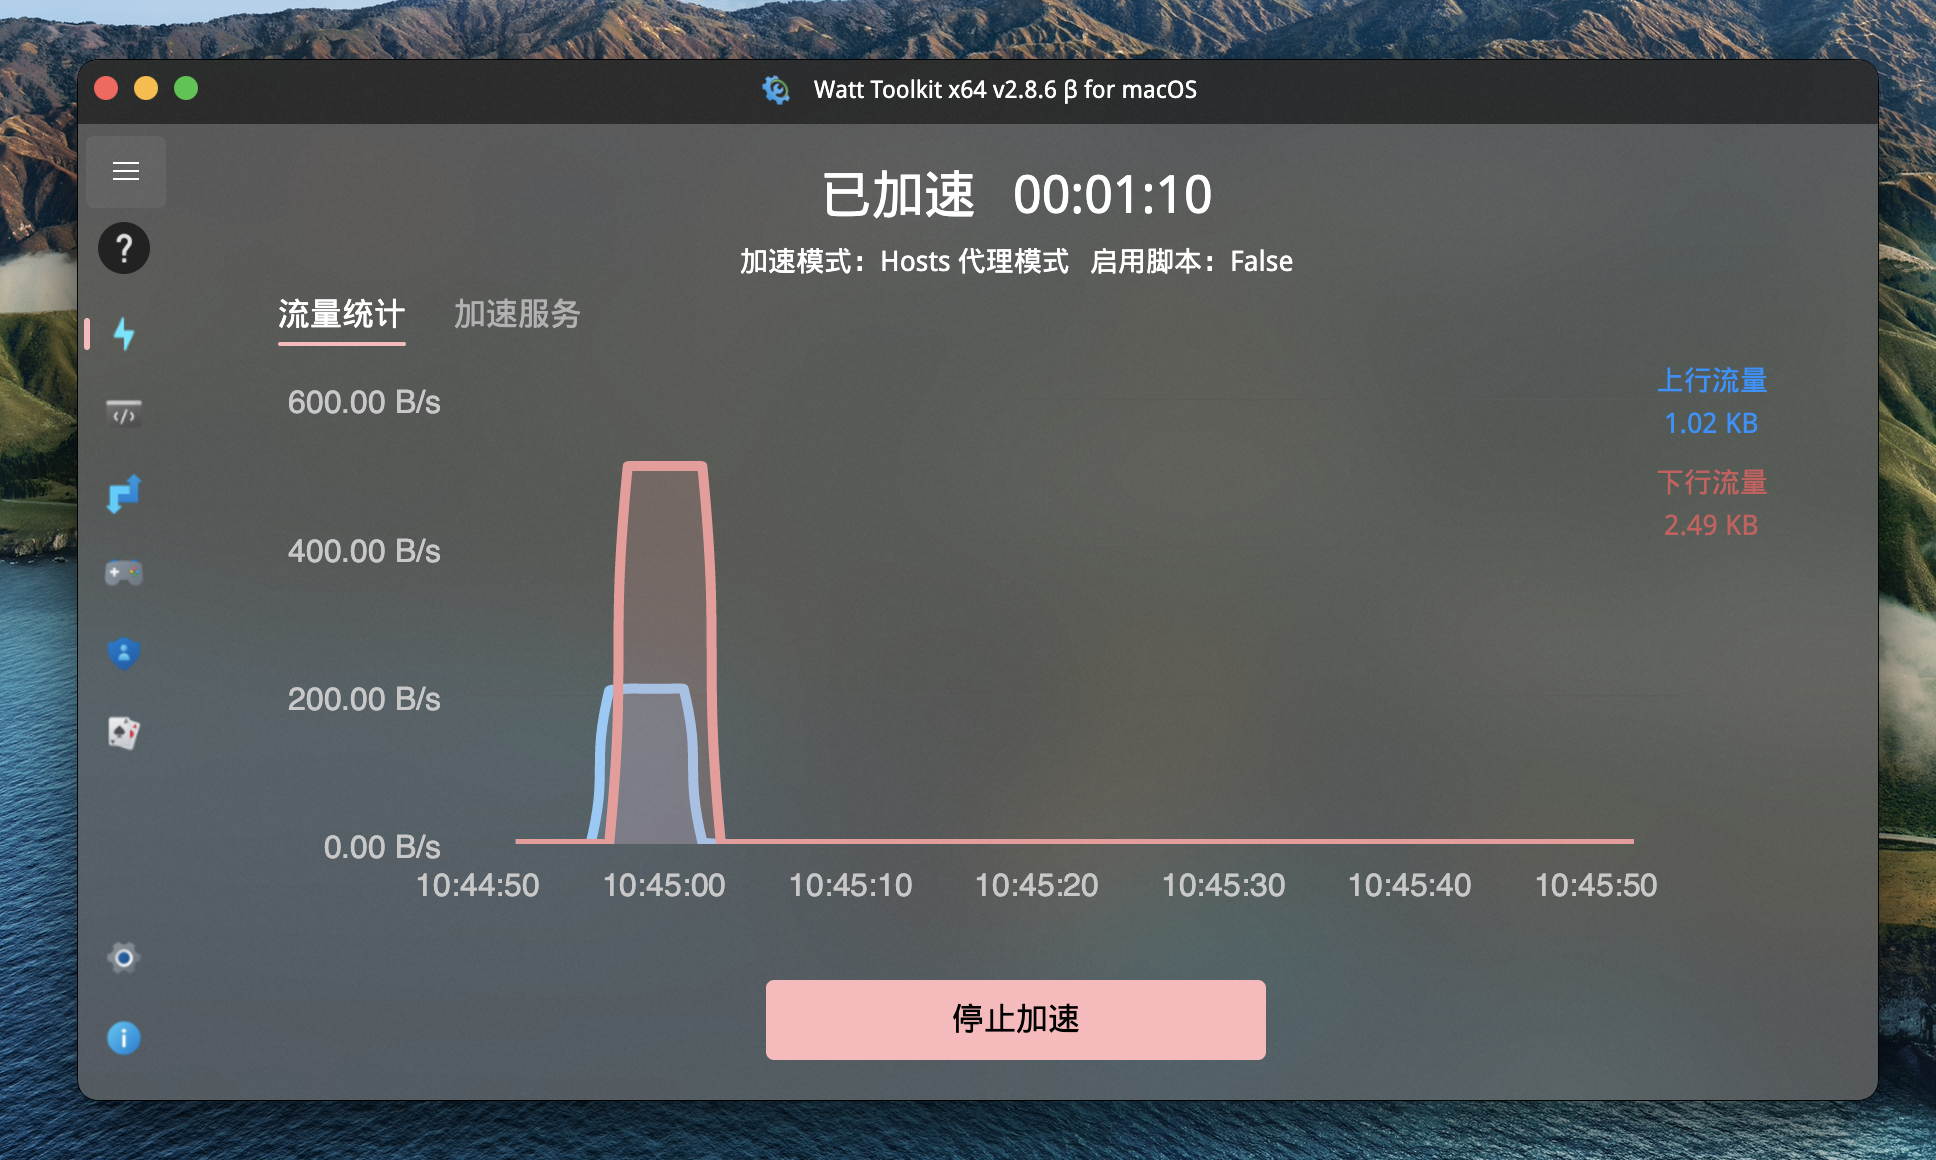 Watt Toolkit x64 v2.8.6 β for macOS
已加速 00:01:10
加速模式：Hosts 代理模式 启用脚本：False
流量统计 加速服务
上行流量
1.02 KB
下行流量
2.49 KB
600.00 B/s
400.00 B/s
200.00 B/s
0.00 B/s
10:44:50 10:45:00 10:45:10 10:45:20 10:45:30 10:45:40 10:45:50
停止加速